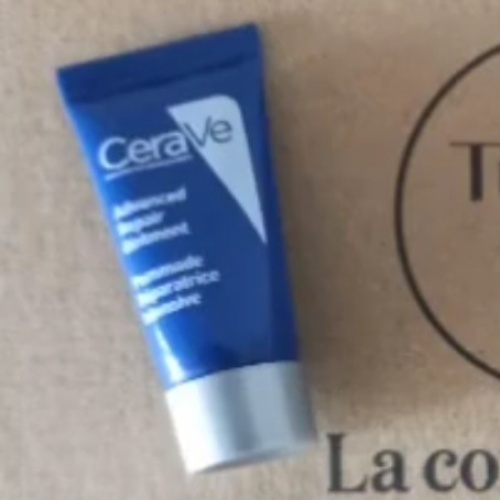 CeraVe
Advanced
Repair
Ointment
Pommade
Réparatrice
Intensive
T
La co